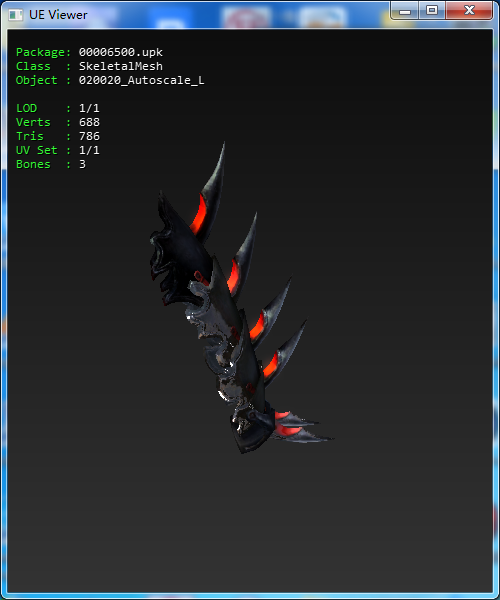 UE Viewer
Package: 00006500.upk
Class : SkeletalMesh
Object : 020020_Autoscale_L
LOD : 1/1
Verts : 688
Tris : 786
UV Set : 1/1
Bones : 3